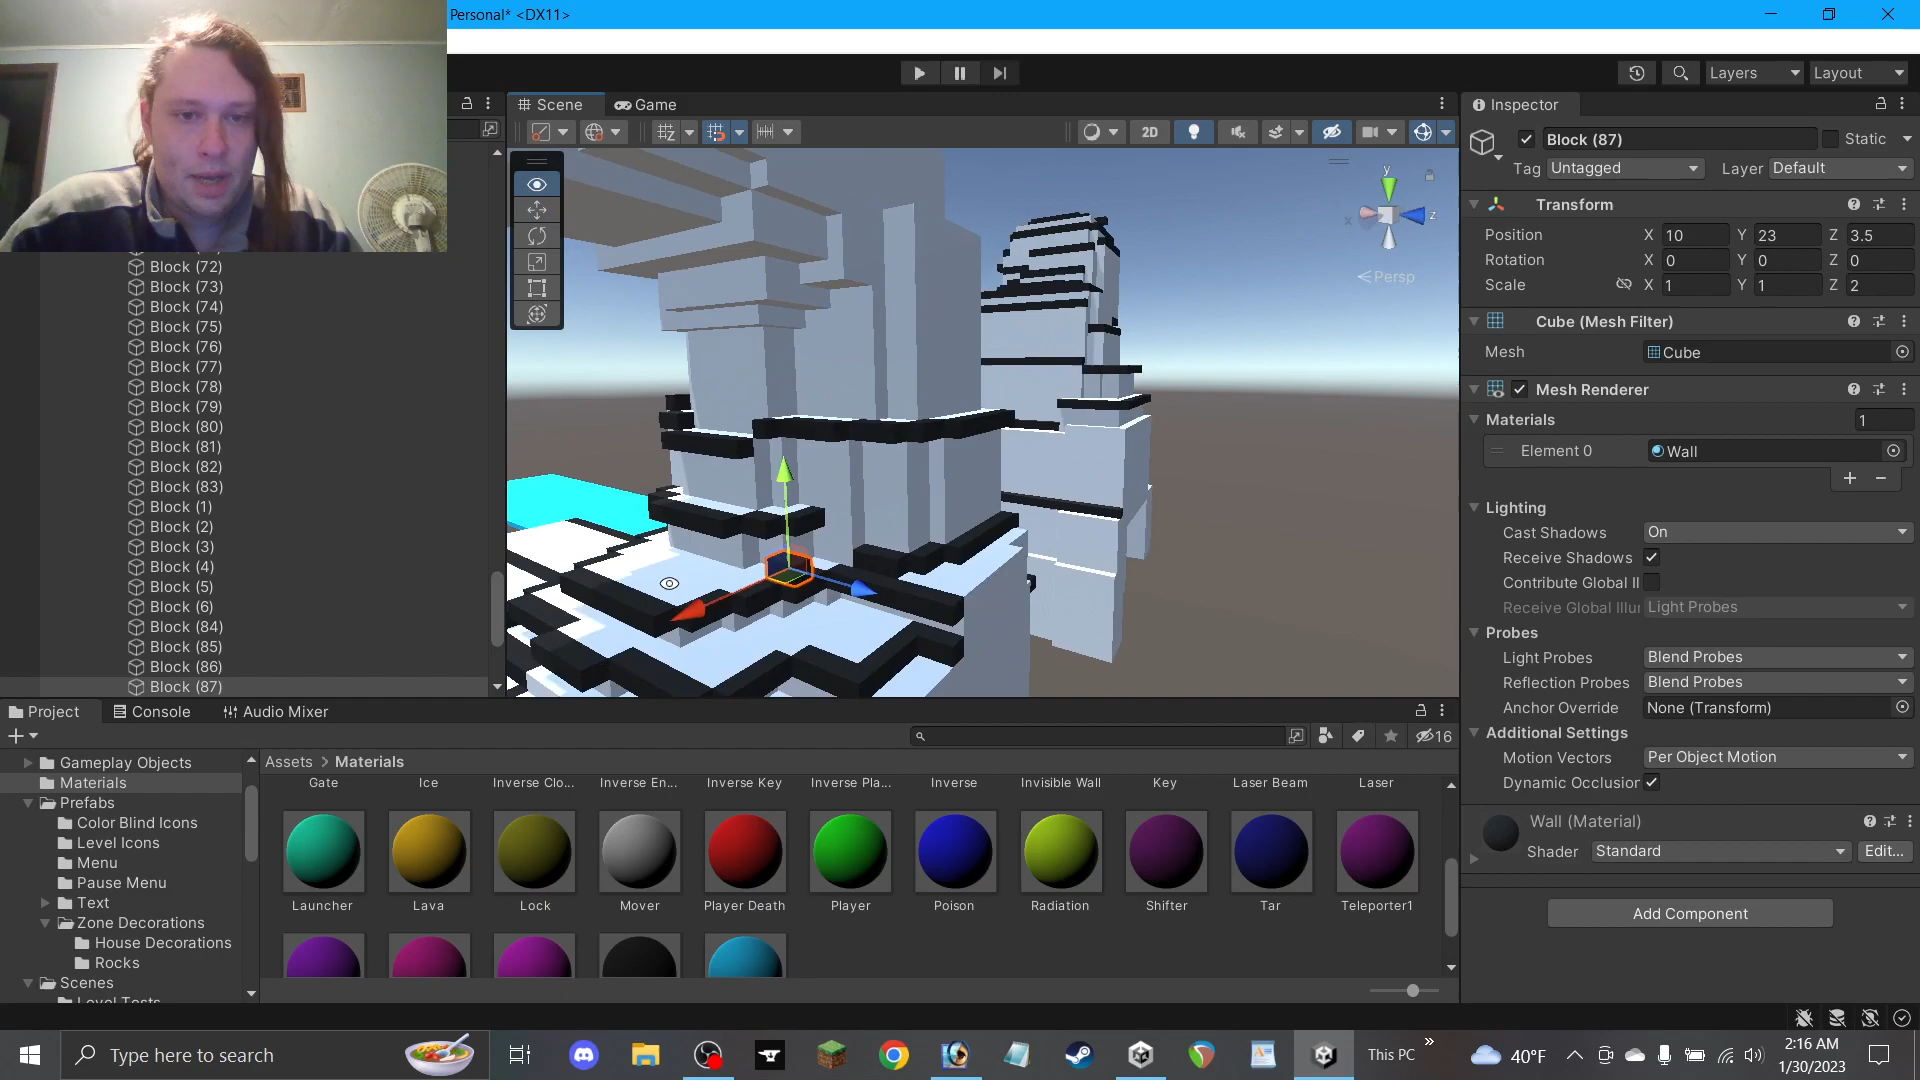 Personal* <DX11>
Layers
Layout
Scene
Game
2D
y
x
z
Persp
Inspector
Block (87)
Static
Tag Untagged
Layer Default
Transform
Position X 10 Y 23 Z 3.5
Rotation X 0 Y 0 Z 0
Scale X 1 Y 1 Z 2
Cube (Mesh Filter)
Mesh Cube
Mesh Renderer
Materials 1
Element 0 Wall
Lighting
Cast Shadows On
Receive Shadows
Contribute Global Il
Receive Global Illur Light Probes
Probes
Light Probes Blend Probes
Reflection Probes Blend Probes
Anchor Override None (Transform)
Additional Settings
Motion Vectors Per Object Motion
Dynamic Occlusion
Wall (Material)
Shader Standard Edit...
Add Component
Block (72)
Block (73)
Block (74)
Block (75)
Block (76)
Block (77)
Block (78)
Block (79)
Block (80)
Block (81)
Block (82)
Block (83)
Block (1)
Block (2)
Block (3)
Block (4)
Block (5)
Block (6)
Block (84)
Block (85)
Block (86)
Block (87)
Project
Console
Audio Mixer
16
Gameplay Objects
Materials
Prefabs
Color Blind Icons
Level Icons
Menu
Pause Menu
Text
Zone Decorations
House Decorations
Rocks
Scenes
Level Tests
Assets > Materials
Gate
Ice
Inverse Clo...
Inverse En...
Inverse Key
Inverse Pla...
Inverse
Invisible Wall
Key
Laser Beam
Laser
Launcher
Lava
Lock
Mover
Player Death
Player
Poison
Radiation
Shifter
Tar
Teleporter1
Type here to search
This PC
40°F
2:16 AM
1/30/2023